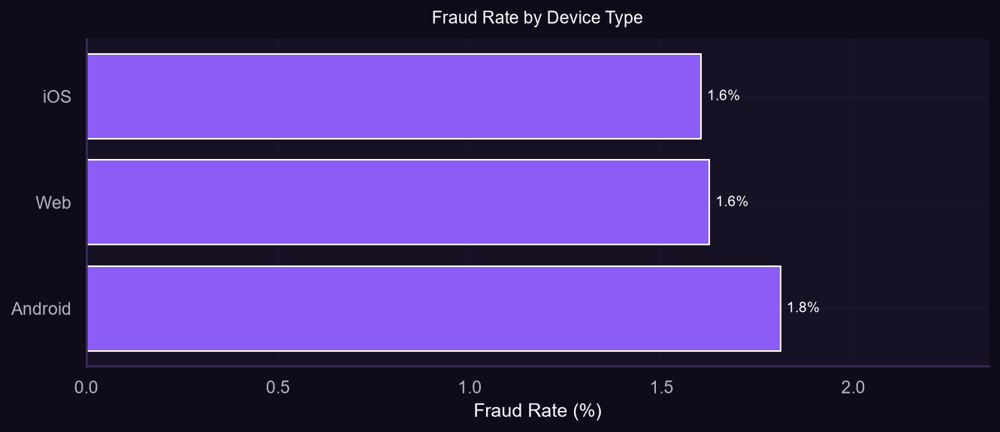 Fraud Rate by Device Type
iOS
1.6%
Web
1.6%
Android
1.8%
0.0 0.5 1.0 1.5 2.0
Fraud Rate (%)